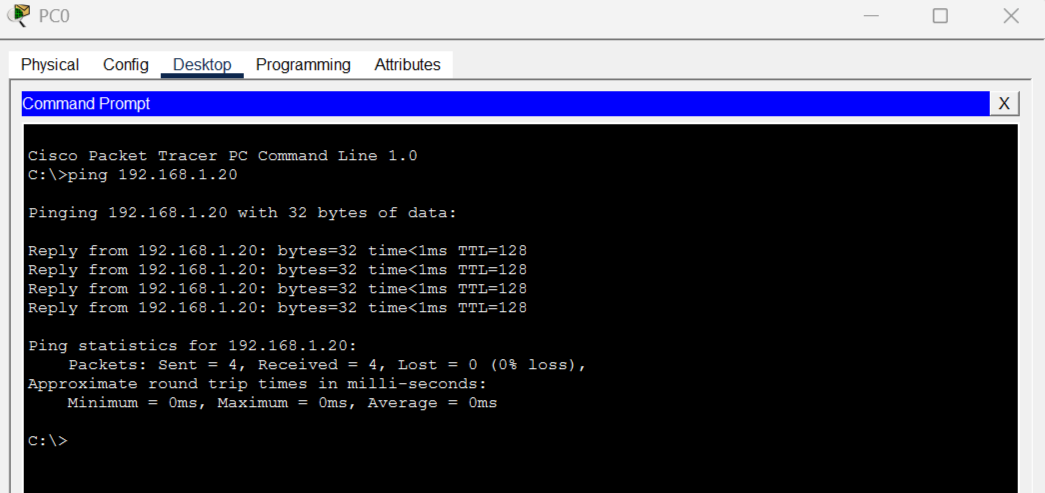 PC0
Physical Config Desktop Programming Attributes
Command Prompt X
Cisco Packet Tracer PC Command Line 1.0
C:\>ping 192.168.1.20
Pinging 192.168.1.20 with 32 bytes of data:
Reply from 192.168.1.20: bytes=32 time<1ms TTL=128
Reply from 192.168.1.20: bytes=32 time<1ms TTL=128
Reply from 192.168.1.20: bytes=32 time<1ms TTL=128
Reply from 192.168.1.20: bytes=32 time<1ms TTL=128
Ping statistics for 192.168.1.20:
    Packets: Sent = 4, Received = 4, Lost = 0 (0% loss),
Approximate round trip times in milli-seconds:
    Minimum = 0ms, Maximum = 0ms, Average = 0ms
C:\>